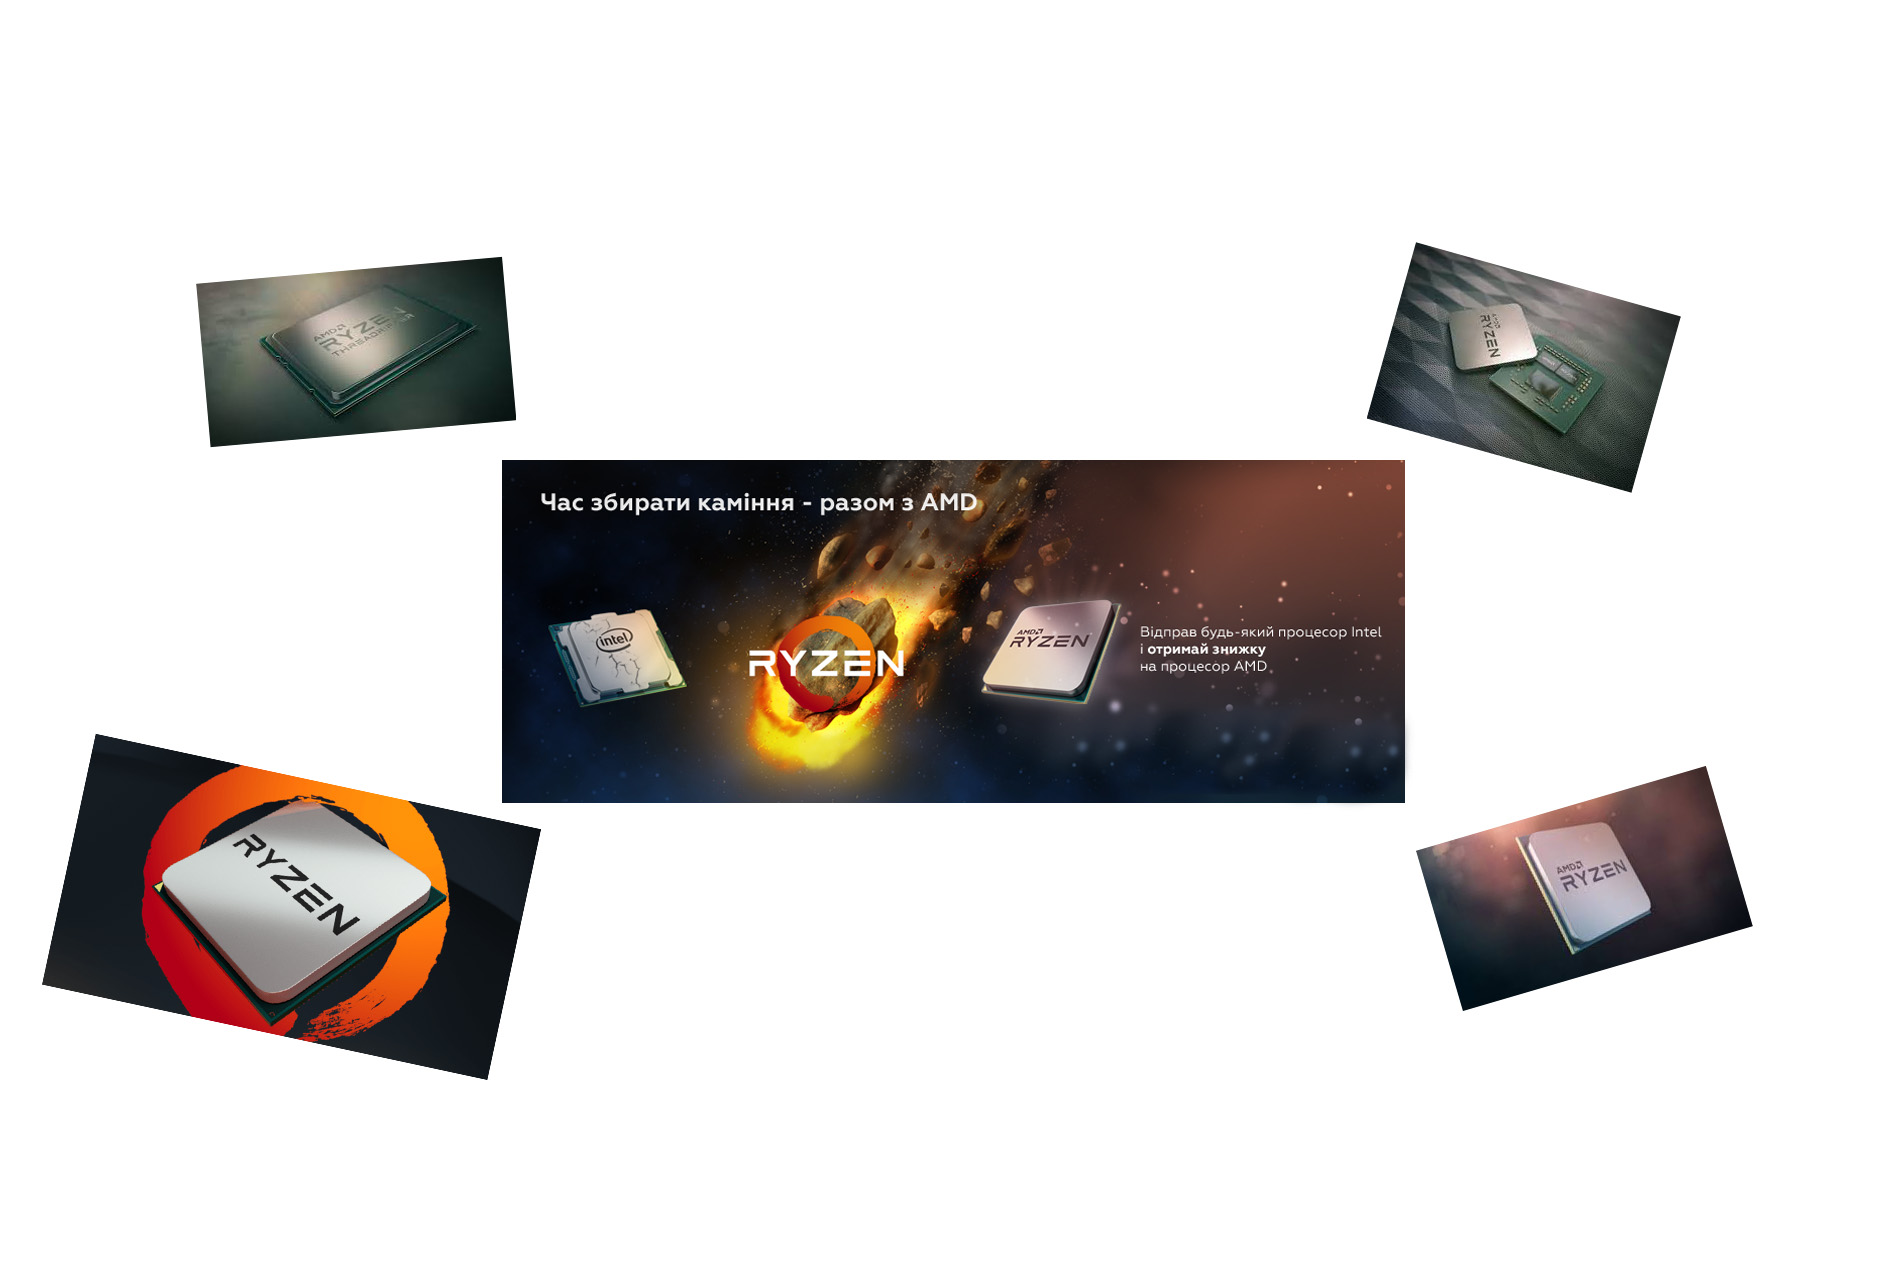 AMD
RYZEN
THREADRIPPER
AMD
RYZEN
Час збирати каміння - разом з AMD
intel
RYZEN
AMD
RYZEN
Відправ будь-який процесор Intel
і отримай знижку
на процесор AMD
RYZEN
AMD
RYZEN